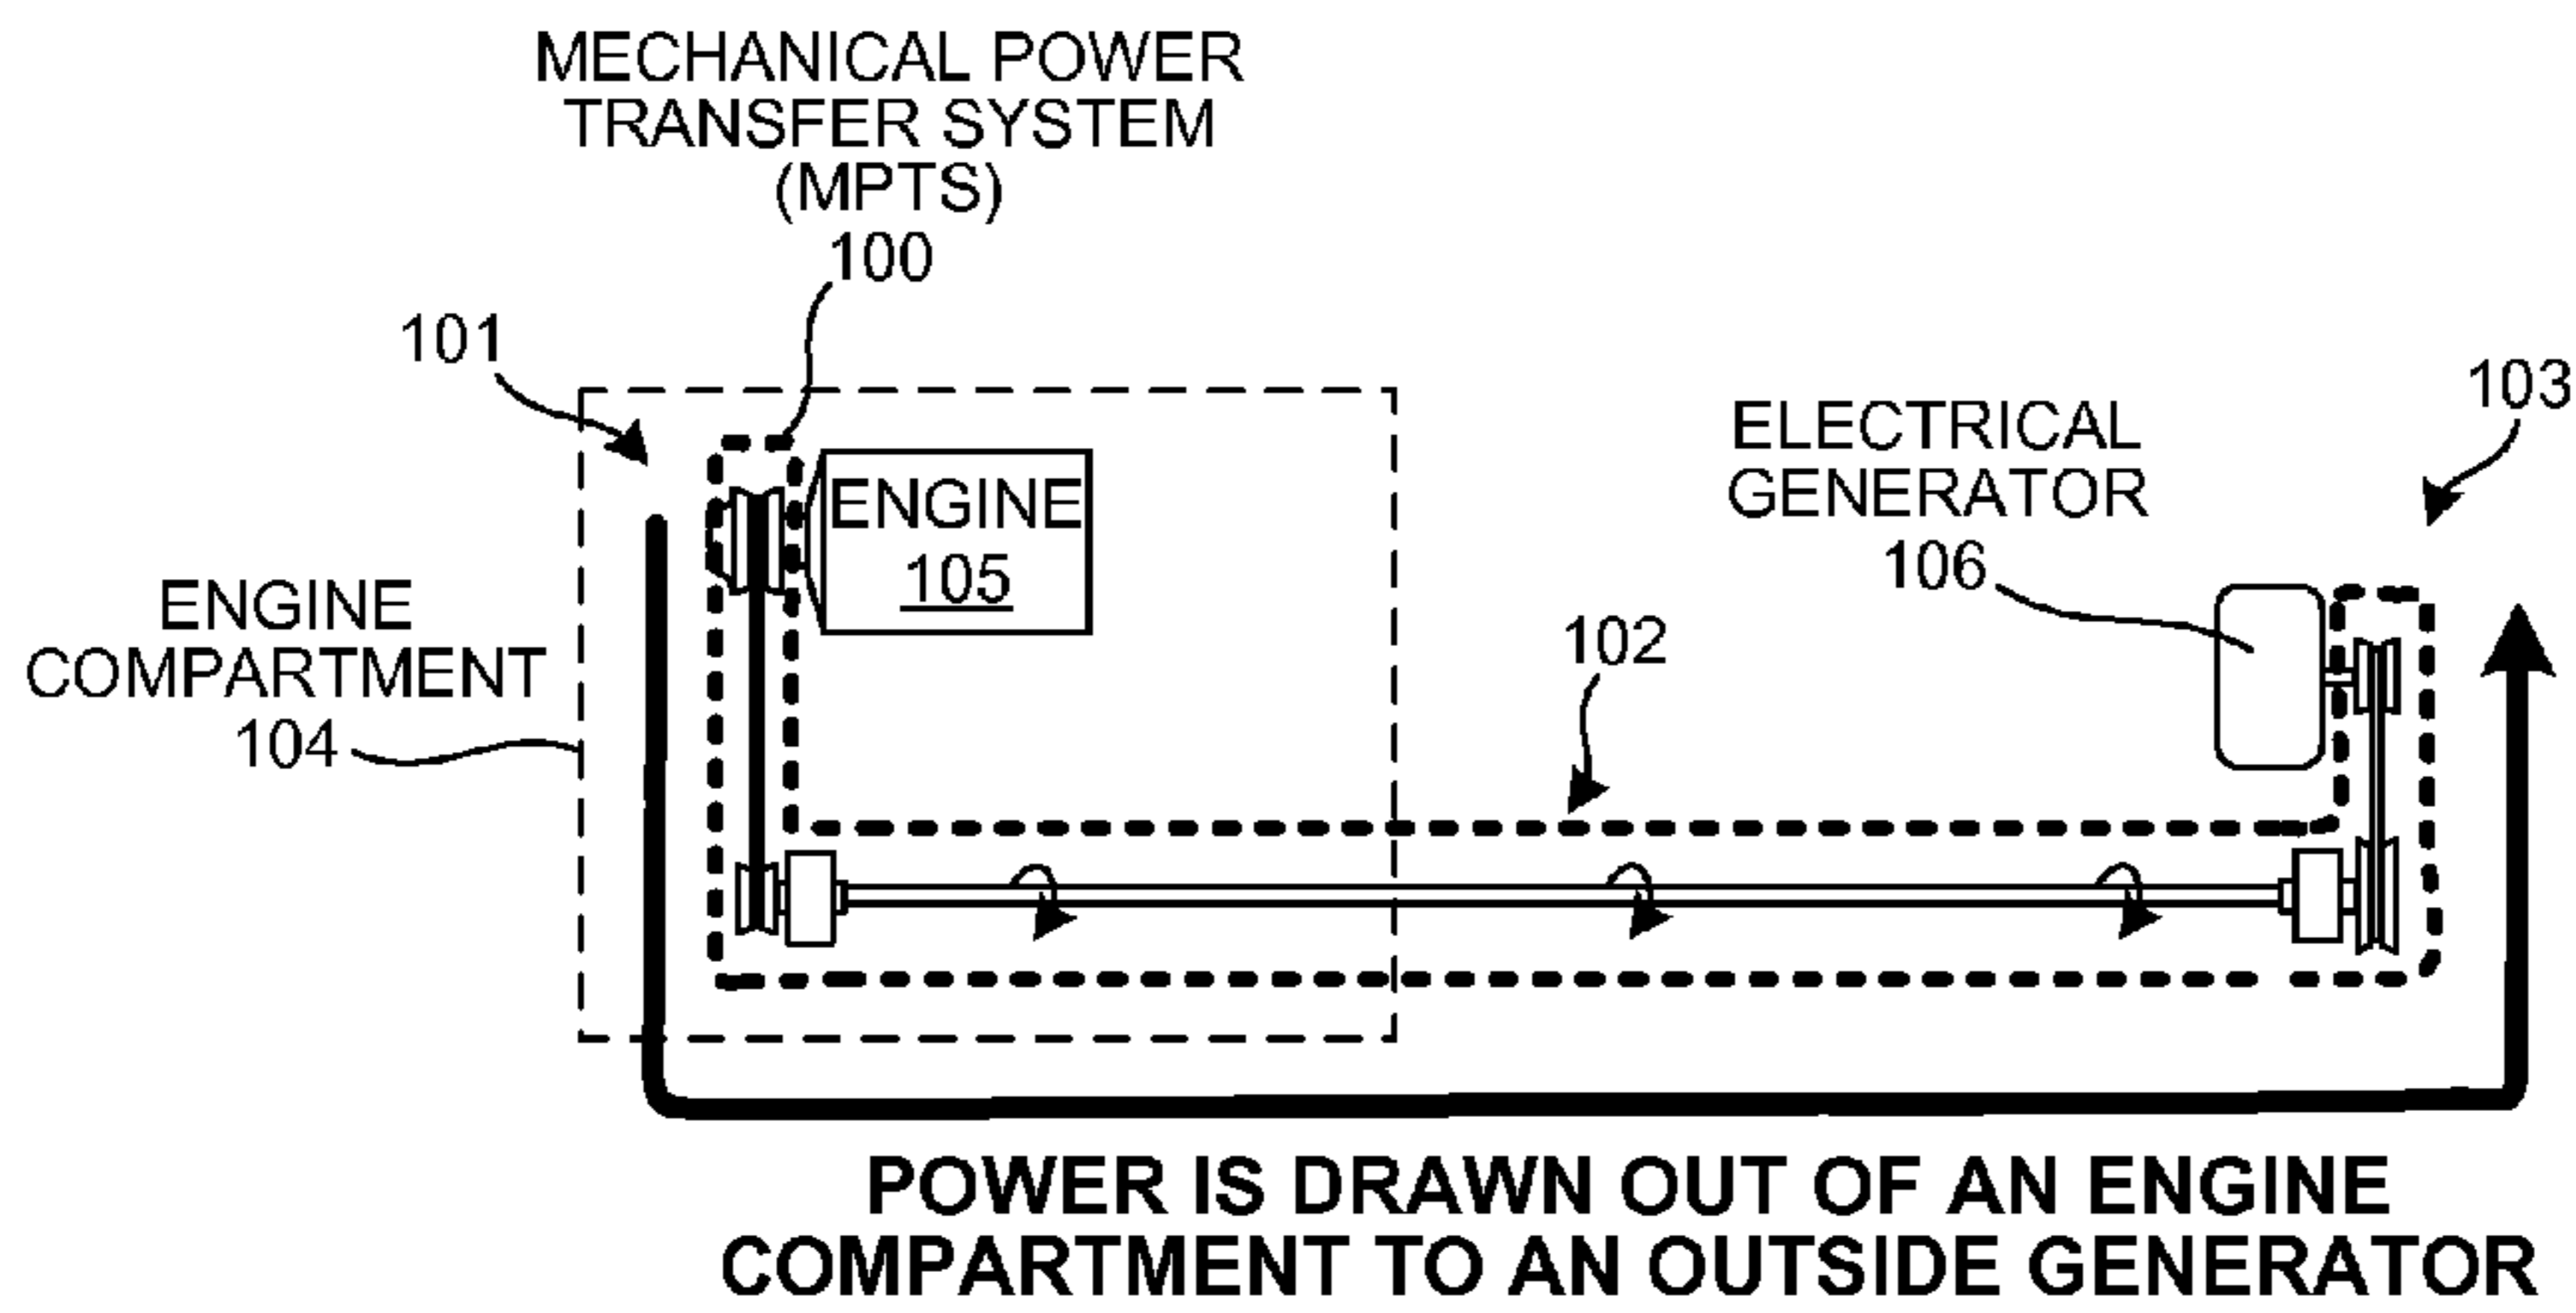 MECHANICAL POWER
TRANSFER SYSTEM
(MPTS)
100
101
103
ELECTRICAL
GENERATOR
106
ENGINE
105
ENGINE
COMPARTMENT
104
102
POWER IS DRAWN OUT OF AN ENGINE
COMPARTMENT TO AN OUTSIDE GENERATOR